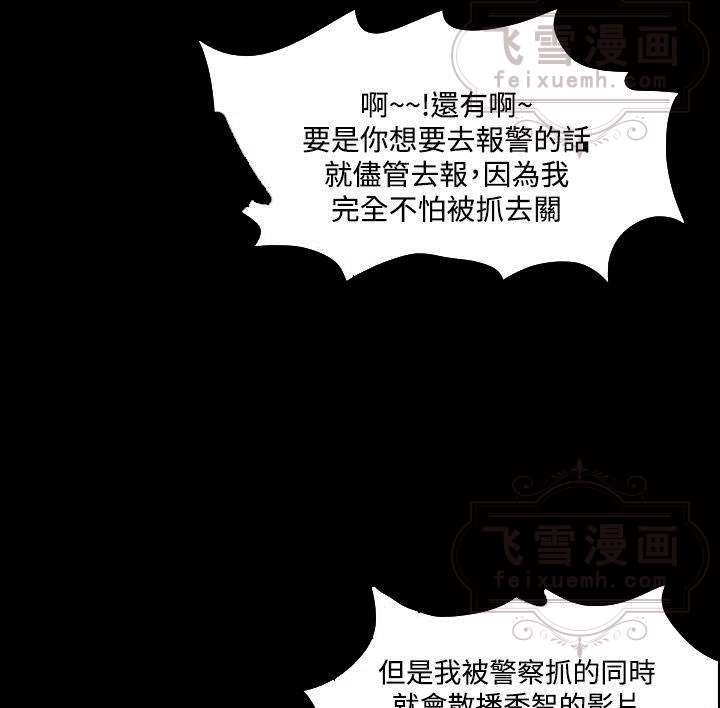 飞雪漫画
feixuemh.com
啊~~!還有啊~
要是你想要去報警的話
就儘管去報,因為我
完全不怕被抓去關
飞雪漫画
feixuemh.com
但是我被警察抓的同時
就會散播秀智的影片